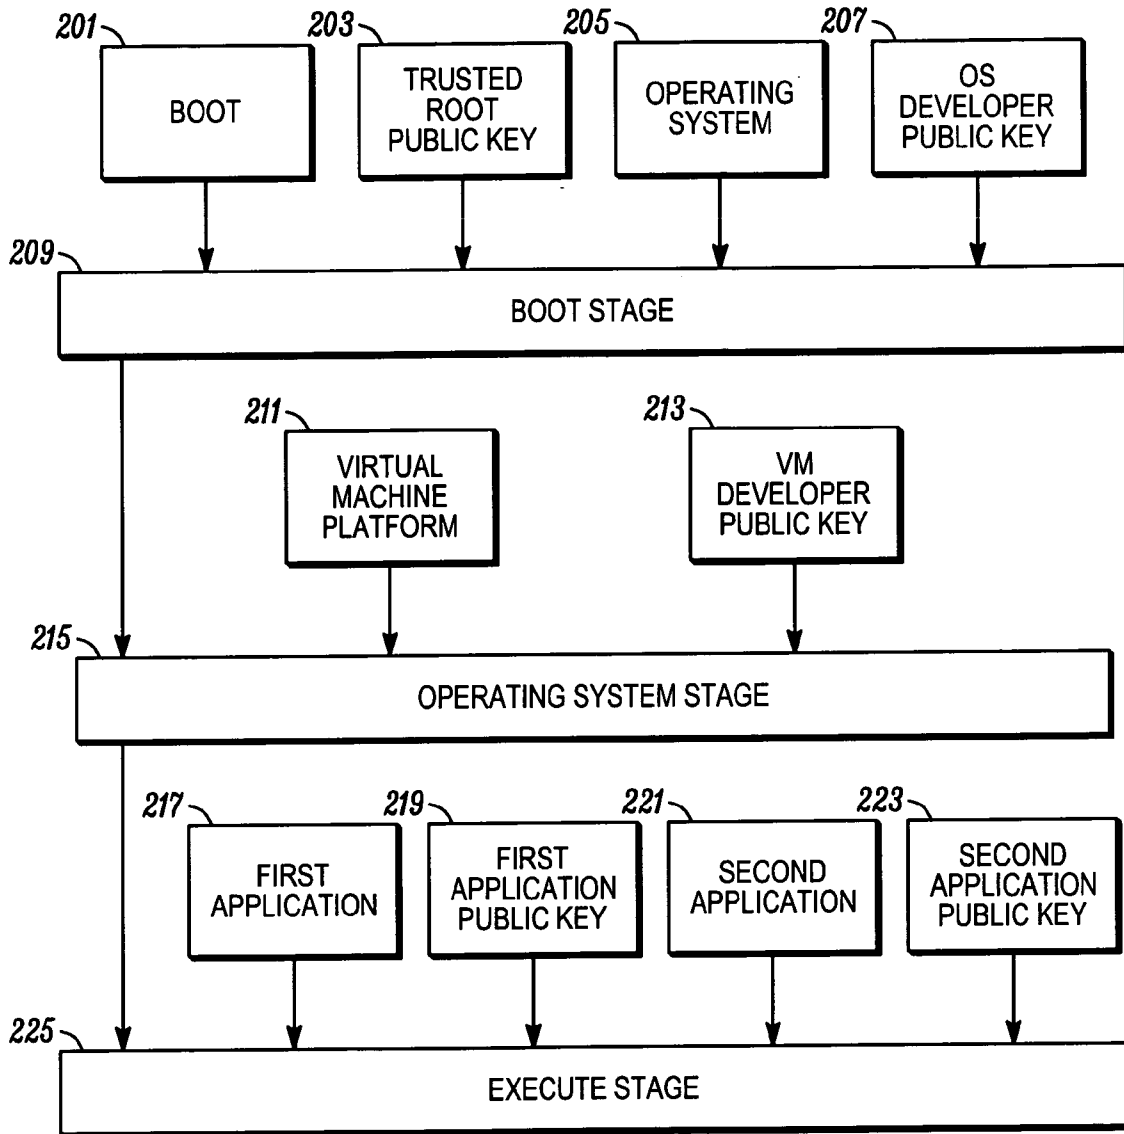 201
203
205
207
BOOT
TRUSTED
ROOT
PUBLIC KEY
OPERATING
SYSTEM
OS
DEVELOPER
PUBLIC KEY
209
BOOT STAGE
211
213
VIRTUAL
MACHINE
PLATFORM
VM
DEVELOPER
PUBLIC KEY
215
OPERATING SYSTEM STAGE
217
219
221
223
FIRST
APPLICATION
FIRST
APPLICATION
PUBLIC KEY
SECOND
APPLICATION
SECOND
APPLICATION
PUBLIC KEY
225
EXECUTE STAGE